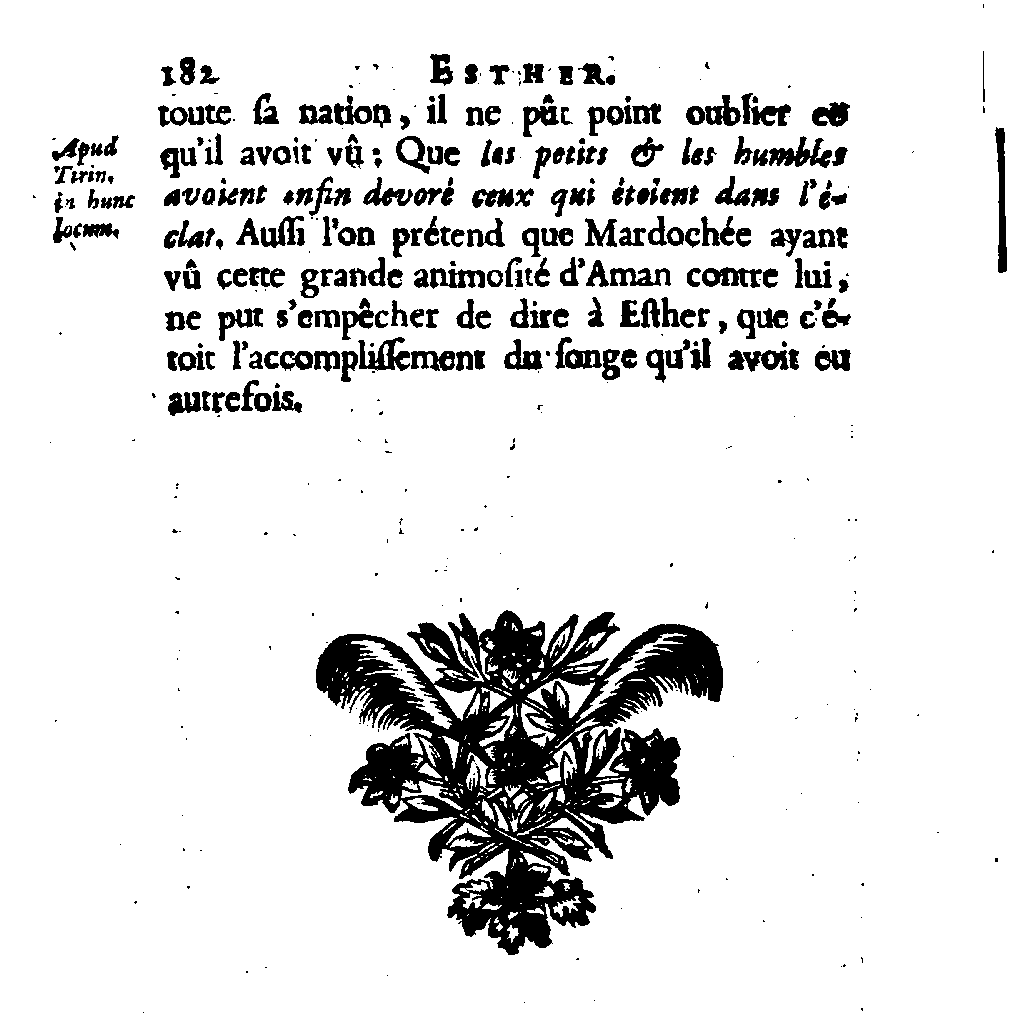 182 ESTHER.
toute ſa nation, il ne pût point oublier ce
qu'il avoit vû ; Que les petits & les humbles
avoient enfin devoré ceux qui étoient dans l'é-
clat. Auſſi l'on prétend que Mardochée ayant
vû cette grande animoſité d'Aman contre lui,
ne put s'empêcher de dire à Eſther, que c'é-
toit l'accompliſſement du ſonge qu'il avoit eu
autrefois.
Apud
Tirin.
in hunc
locum.